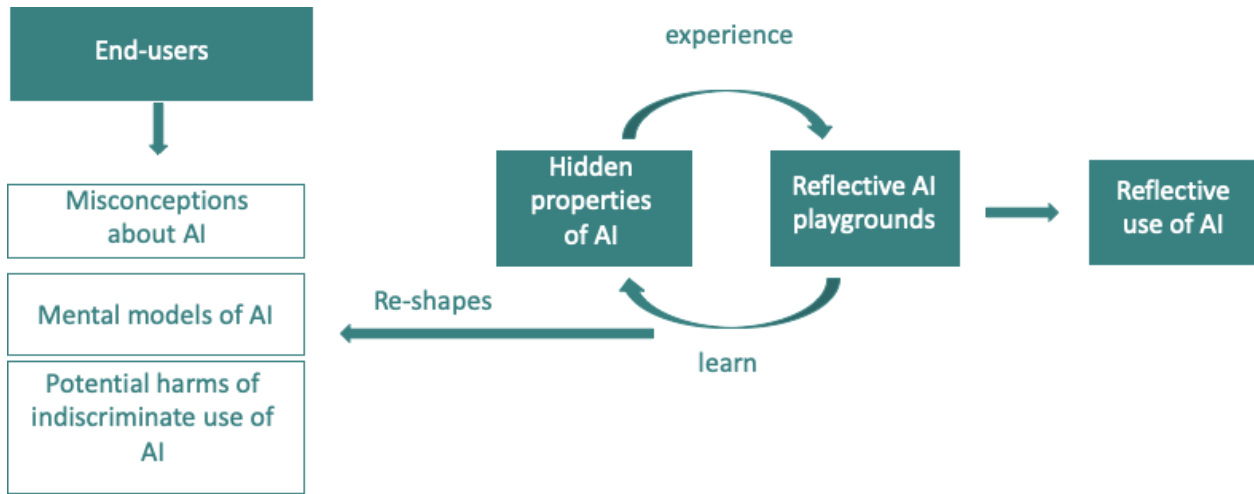 End-users
Misconceptions
about AI
Mental models of AI
Potential harms of
indiscriminate use of
AI
experience
Hidden
properties
of AI
Reflective AI
playgrounds
Reflective
use of AI
Re-shapes
learn